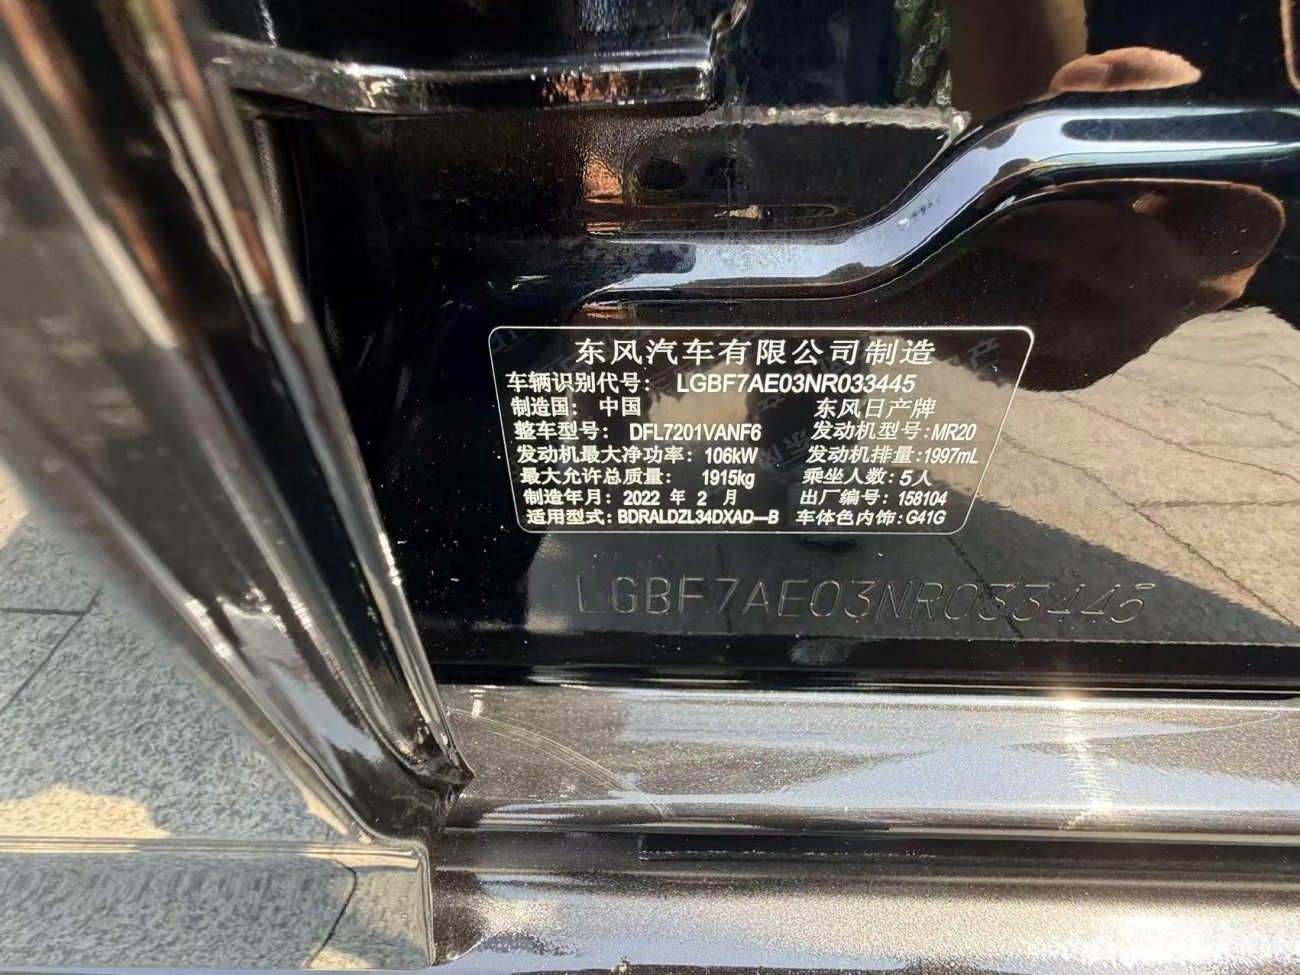 东风汽车有限公司制造
车辆识别代号: LGBF7AE03NR033445
制造国: 中国 东风日产牌
整车型号: DFL7201VANF6 发动机型号:MR20
发动机最大净功率: 106kW 发动机排量:1997mL
最大允许总质量: 1915kg 乘坐人数:5人
制造年月: 2022 年 2 月 出厂编号: 158104
适用型式:BDRALDZL34DXAD—B 车体色内饰:G41G
LGBF7AE03NR033445